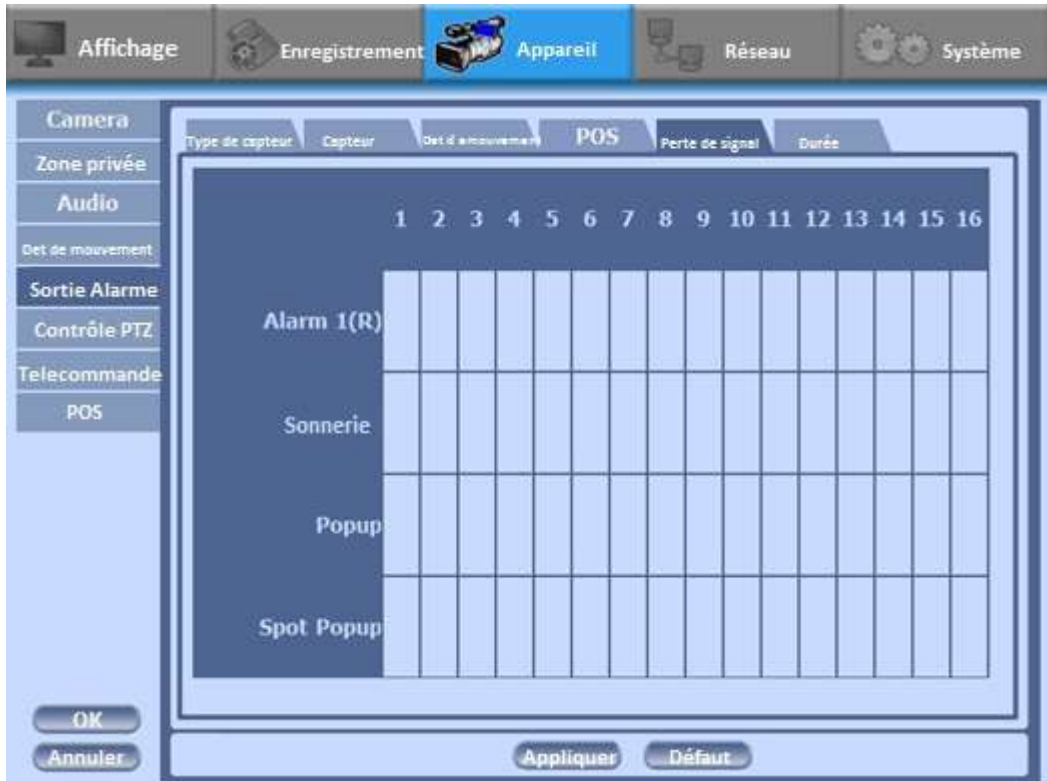 Affichage
Enregistrement
Appareil
Réseau
Système
Camera
Zone privée
Audio
Det de mouvement
Sortie Alarme
Contrôle PTZ
Telecommande
POS
OK
Annuler
Type de capteur
Capteur
Det d emouvement
POS
Perte de signal
Durée
1 2 3 4 5 6 7 8 9 10 11 12 13 14 15 16
Alarm 1(R)
Sonnerie
Popup
Spot Popup
Appliquer
Défaut